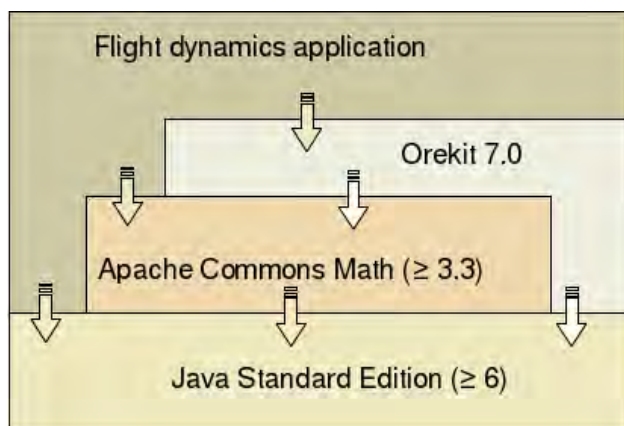 Flight dynamics application
Orekit 7.0
Apache Commons Math (≥ 3.3)
Java Standard Edition (≥ 6)